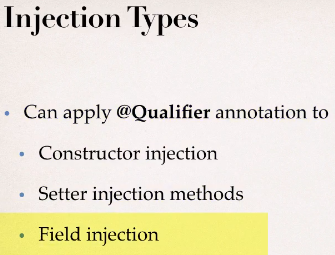 Injection Types
• Can apply @Qualifier annotation to
• Constructor injection
• Setter injection methods
• Field injection